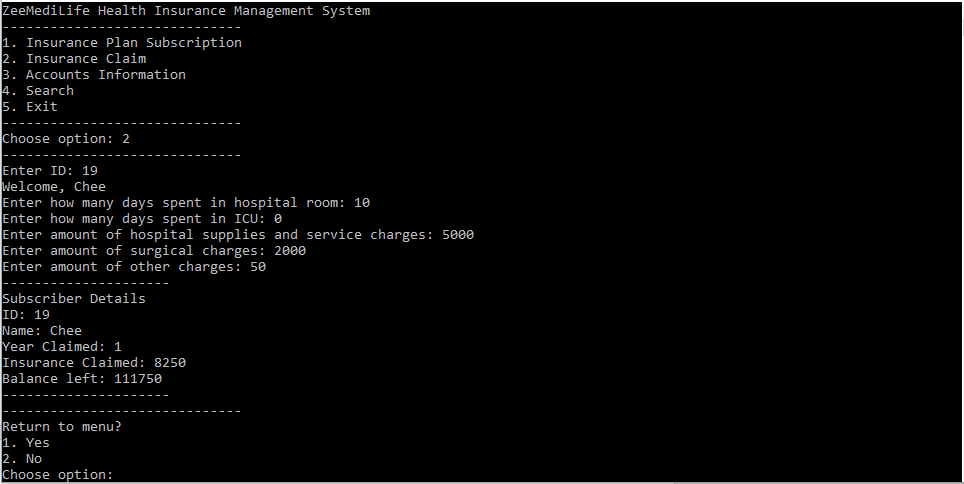 ZeeMediLife Health Insurance Management System
------------------------------
1. Insurance Plan Subscription
2. Insurance Claim
3. Accounts Information
4. Search
5. Exit
------------------------------
Choose option: 2
------------------------------
Enter ID: 19
Welcome, Chee
Enter how many days spent in hospital room: 10
Enter how many days spent in ICU: 0
Enter amount of hospital supplies and service charges: 5000
Enter amount of surgical charges: 2000
Enter amount of other charges: 50
---------------------
Subscriber Details
ID: 19
Name: Chee
Year Claimed: 1
Insurance Claimed: 8250
Balance left: 111750
---------------------
------------------------------
Return to menu?
1. Yes
2. No
Choose option: